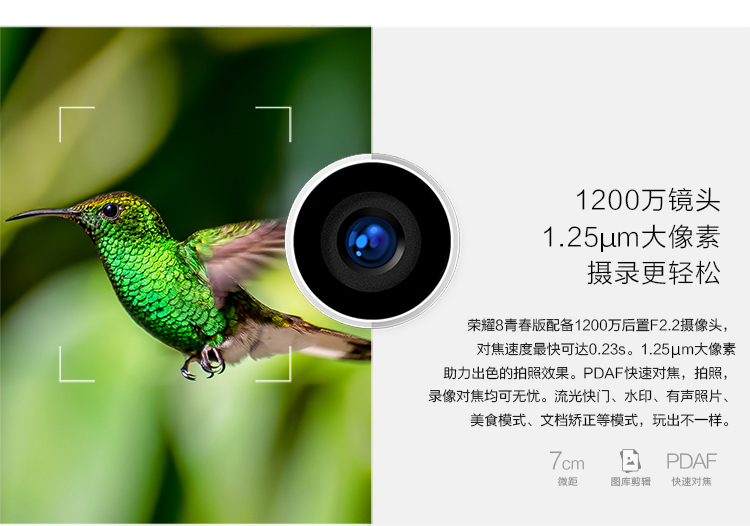 1200万镜头
1.25μm大像素
摄录更轻松
荣耀8青春版配备1200万后置F2.2摄像头，
对焦速度最快可达0.23s。1.25μm大像素
助力出色的拍照效果。PDAF快速对焦，拍照，
录像对焦均可无忧。流光快门、水印、有声照片、
美食模式、文档矫正等模式，玩出不一样。
7cm PDAF
微距 图库剪辑 快速对焦